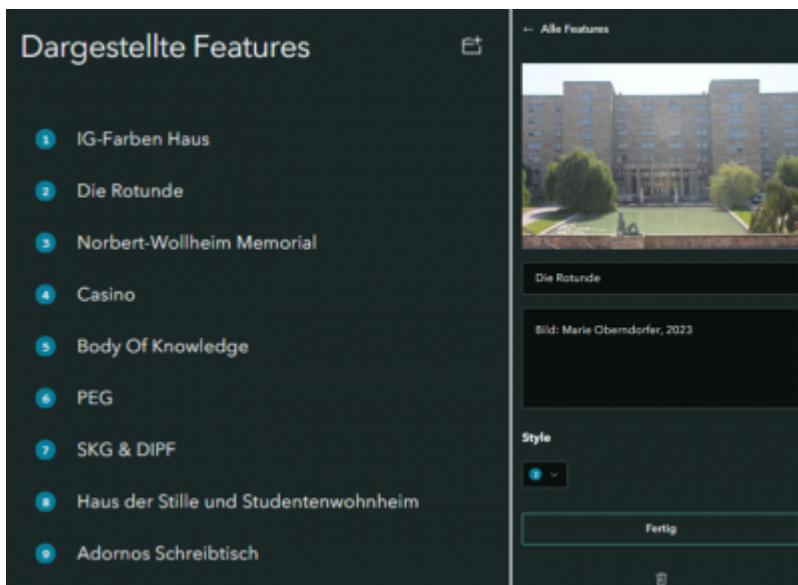 Dargestellte Features
1 IG-Farben Haus
2 Die Rotunde
3 Norbert-Wollheim Memorial
4 Casino
5 Body Of Knowledge
6 PEG
7 SKG & DIPF
8 Haus der Stille und Studentenwohnheim
9 Adornos Schreibtisch
← Alle Features
Die Rotunde
Bild: Marie Oberndorfer, 2023
Style
Fertig